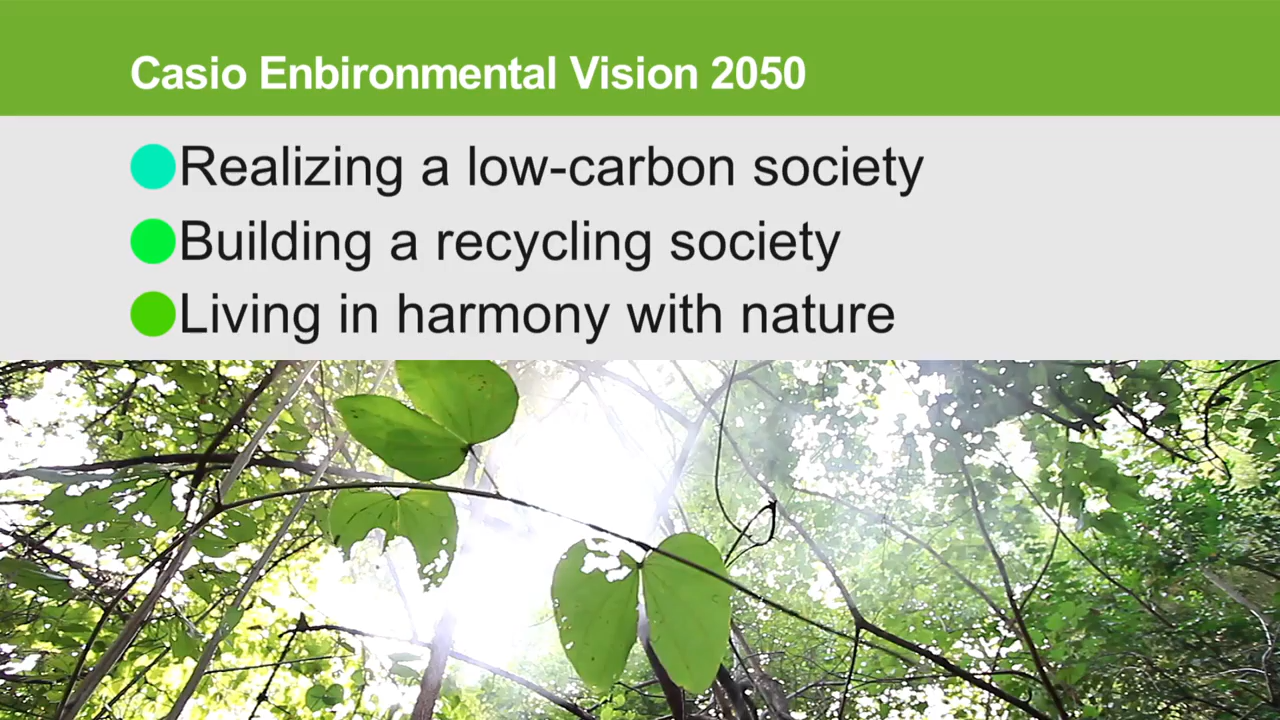 Casio Enbironmental Vision 2050
Realizing a low-carbon society
Building a recycling society
Living in harmony with nature